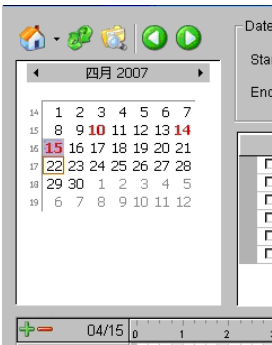 Date
Sta
四月 2007
End
14 1 2 3 4 5 6 7
15 8 9 10 11 12 13 14
16 15 16 17 18 19 20 21
17 22 23 24 25 26 27 28
18 29 30 1 2 3 4 5
19 6 7 8 9 10 11 12
04/15 0 1 2